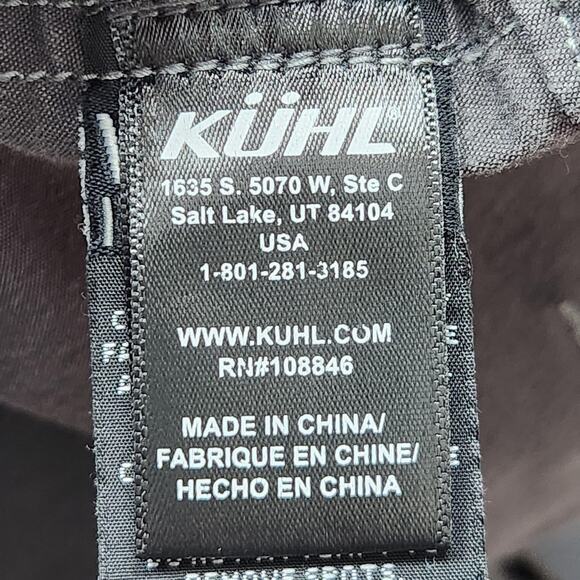 KÜHL
1635 S. 5070 W, Ste C
Salt Lake, UT 84104
USA
1-801-281-3185
WWW.KUHL.COM
RN#108846
MADE IN CHINA/
FABRIQUE EN CHINE/
HECHO EN CHINA